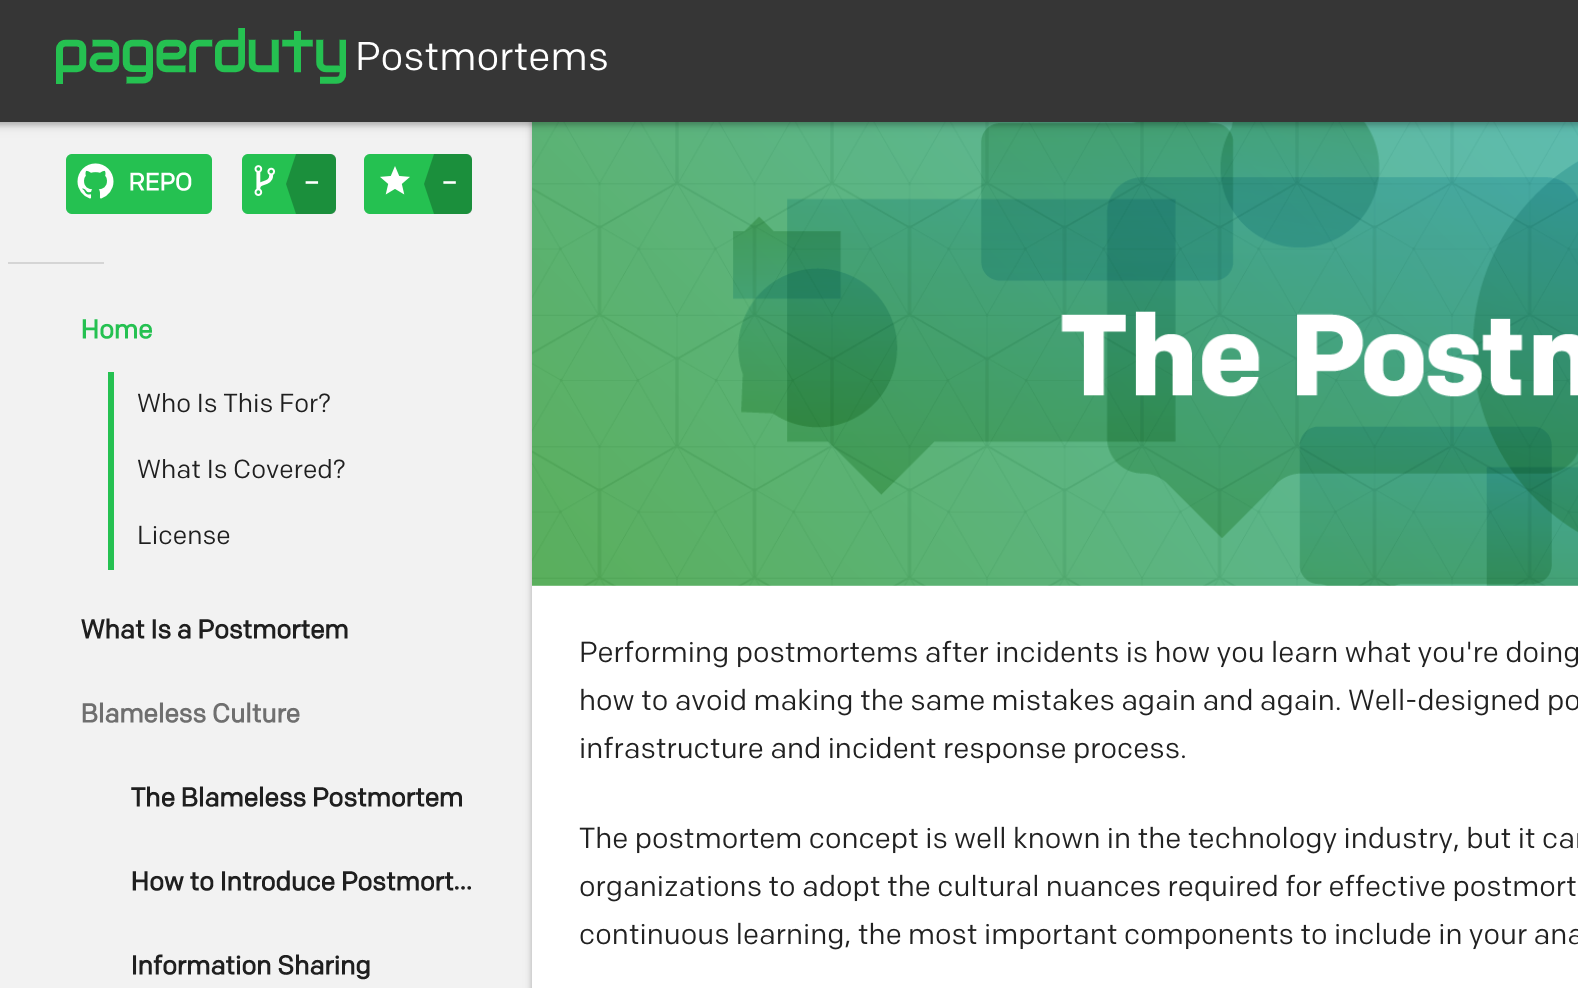 pagerduty Postmortems
REPO
–
–
Home
Who Is This For?
What Is Covered?
License
What Is a Postmortem
Blameless Culture
The Blameless Postmortem
How to Introduce Postmort...
Information Sharing
The Postm
Performing postmortems after incidents is how you learn what you're doing
how to avoid making the same mistakes again and again. Well-designed po
infrastructure and incident response process.
The postmortem concept is well known in the technology industry, but it can
organizations to adopt the cultural nuances required for effective postmort
continuous learning, the most important components to include in your ana